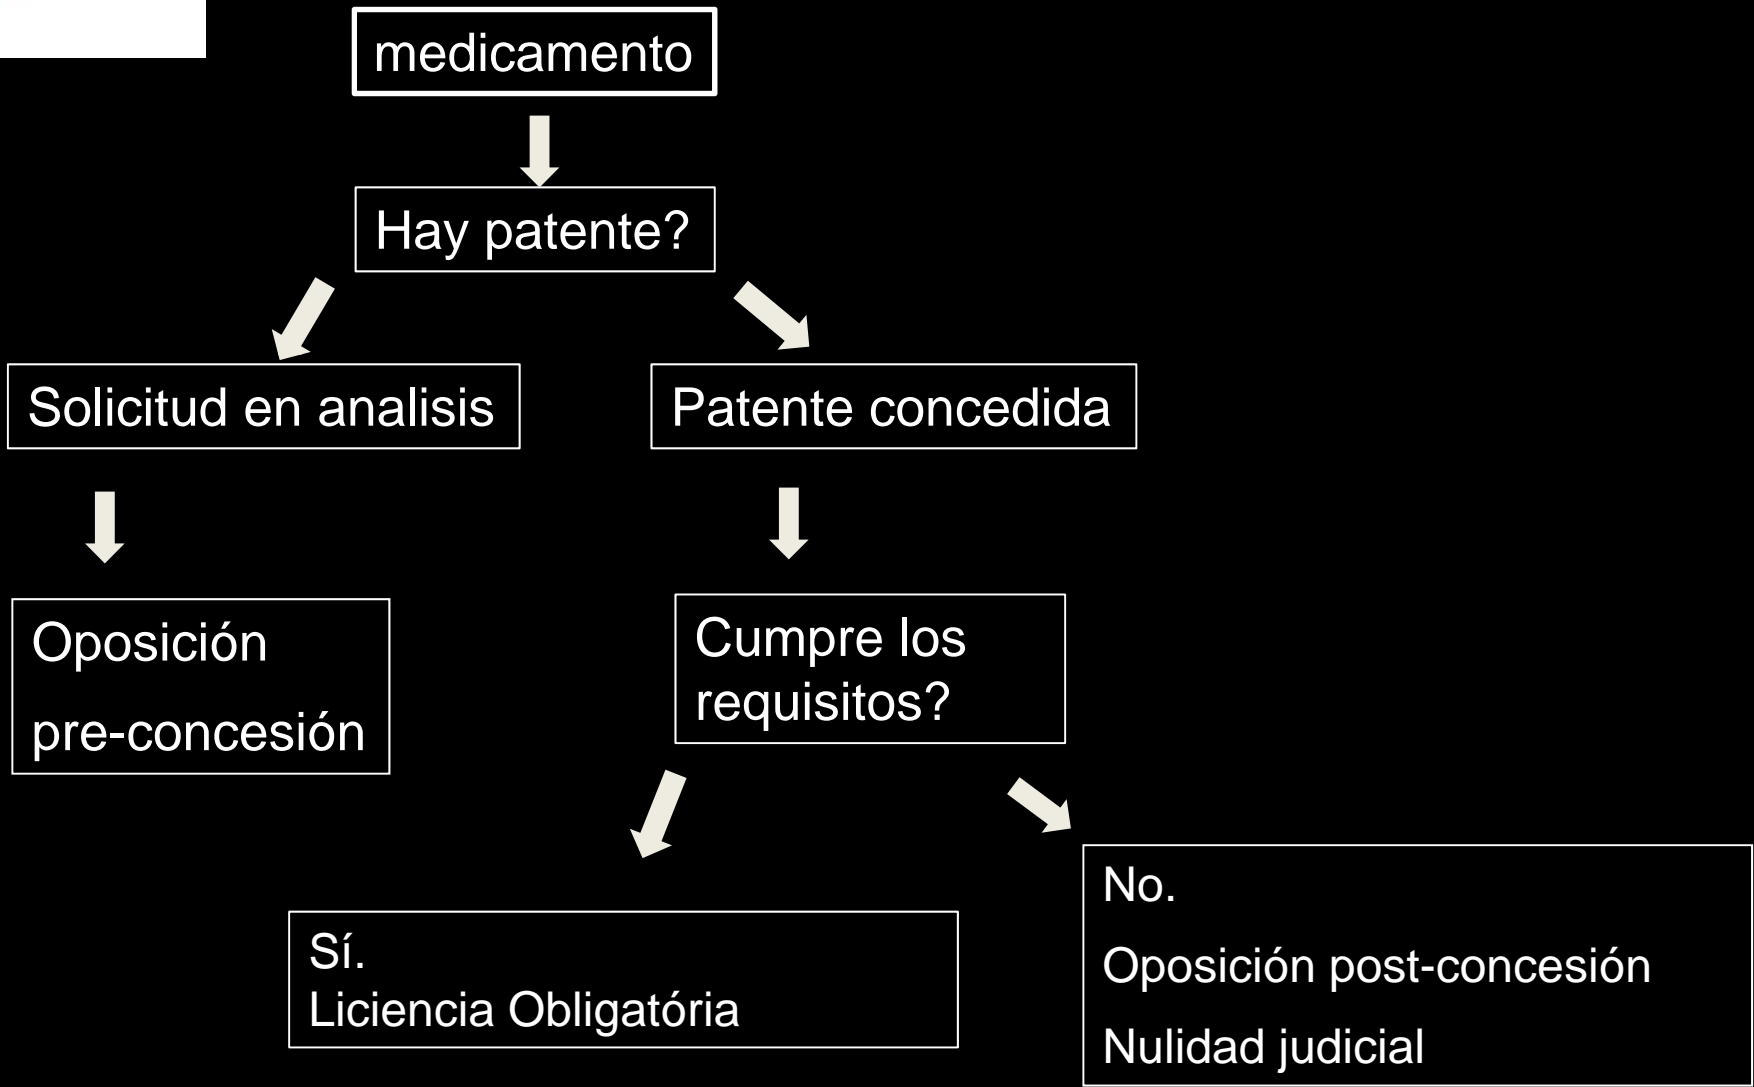 medicamento
Hay patente?
Solicitud en analisis
Patente concedida
Oposición
pre-concesión
Cumpre los
requisitos?
Sí.
Liciencia Obligatória
No.
Oposición post-concesión
Nulidad judicial